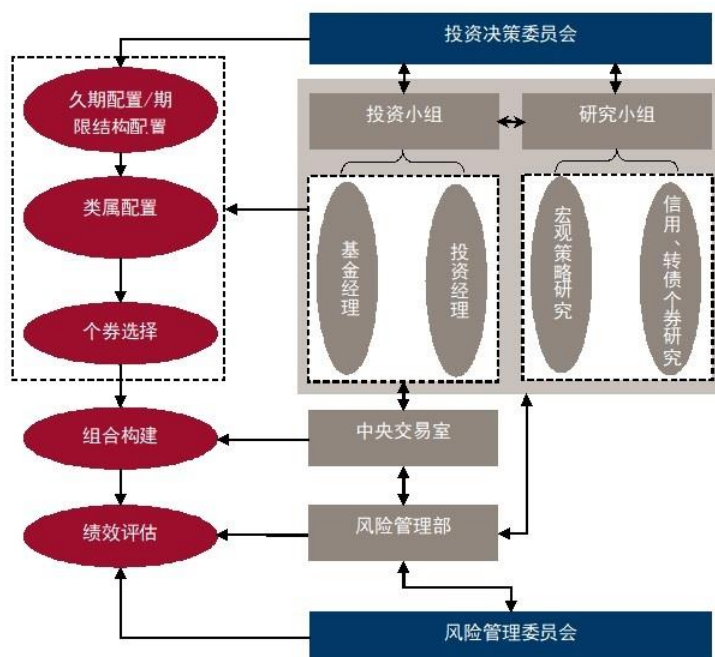 投资决策委员会
久期配置/期
限结构配置
投资小组
研究小组
类属配置
基金经理
投资经理
宏观策略研究
信用、转债个券研究
个券选择
组合构建
中央交易室
绩效评估
风险管理部
风险管理委员会